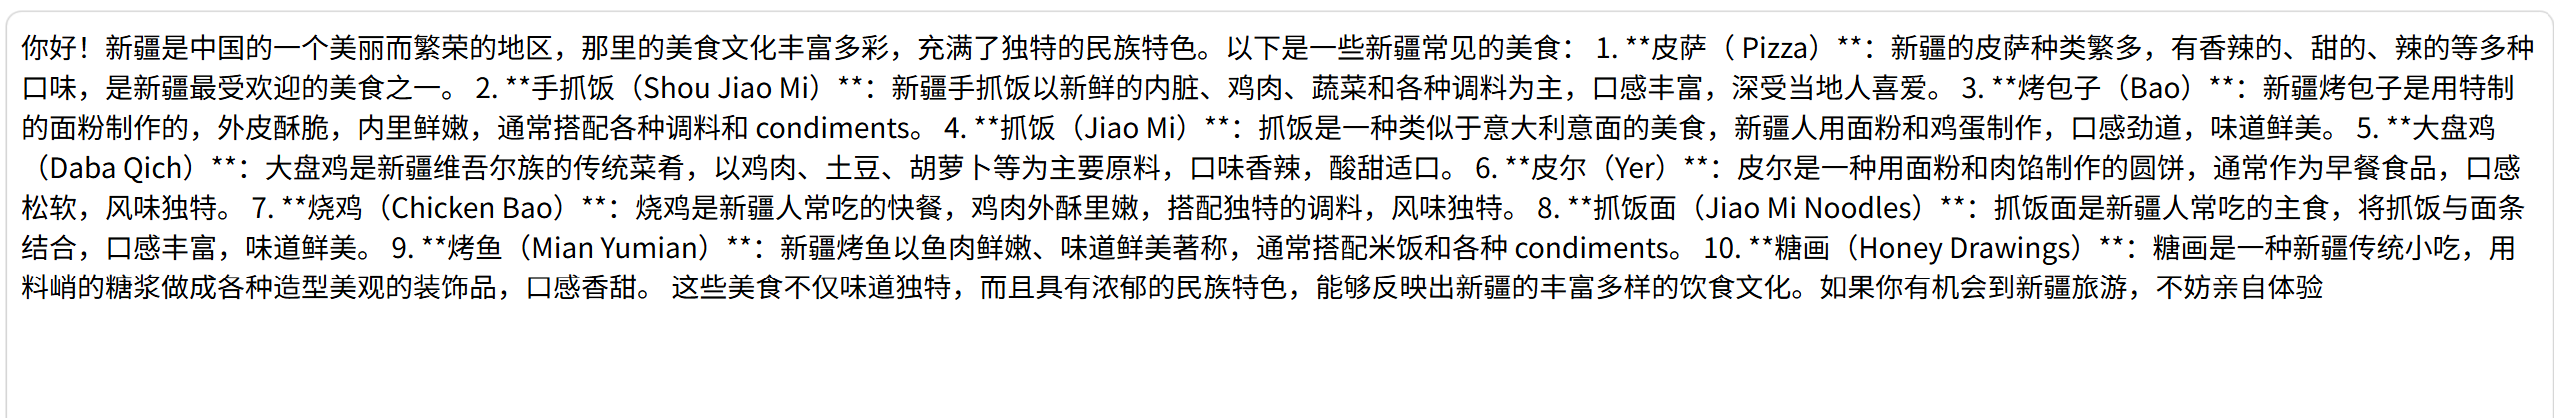 你好！新疆是中国的一个美丽而繁荣的地区，那里的美食文化丰富多彩，充满了独特的民族特色。以下是一些新疆常见的美食： 1. **皮萨（ Pizza）**：新疆的皮萨种类繁多，有香辣的、甜的、辣的等多种
口味，是新疆最受欢迎的美食之一。 2. **手抓饭（Shou Jiao Mi）**：新疆手抓饭以新鲜的内脏、鸡肉、蔬菜和各种调料为主，口感丰富，深受当地人喜爱。 3. **烤包子（Bao）**：新疆烤包子是用特制
的面粉制作的，外皮酥脆，内里鲜嫩，通常搭配各种调料和 condiments。 4. **抓饭（Jiao Mi）**：抓饭是一种类似于意大利意面的美食，新疆人用面粉和鸡蛋制作，口感劲道，味道鲜美。 5. **大盘鸡
（Daba Qich）**：大盘鸡是新疆维吾尔族的传统菜肴，以鸡肉、土豆、胡萝卜等为主要原料，口味香辣，酸甜适口。 6. **皮尔（Yer）**：皮尔是一种用面粉和肉馅制作的圆饼，通常作为早餐食品，口感
松软，风味独特。 7. **烧鸡（Chicken Bao）**：烧鸡是新疆人常吃的快餐，鸡肉外酥里嫩，搭配独特的调料，风味独特。 8. **抓饭面（Jiao Mi Noodles）**：抓饭面是新疆人常吃的主食，将抓饭与面条
结合，口感丰富，味道鲜美。 9. **烤鱼（Mian Yumian）**：新疆烤鱼以鱼肉鲜嫩、味道鲜美著称，通常搭配米饭和各种 condiments。 10. **糖画（Honey Drawings）**：糖画是一种新疆传统小吃，用
料峭的糖浆做成各种造型美观的装饰品，口感香甜。 这些美食不仅味道独特，而且具有浓郁的民族特色，能够反映出新疆的丰富多样的饮食文化。如果你有机会到新疆旅游，不妨亲自体验